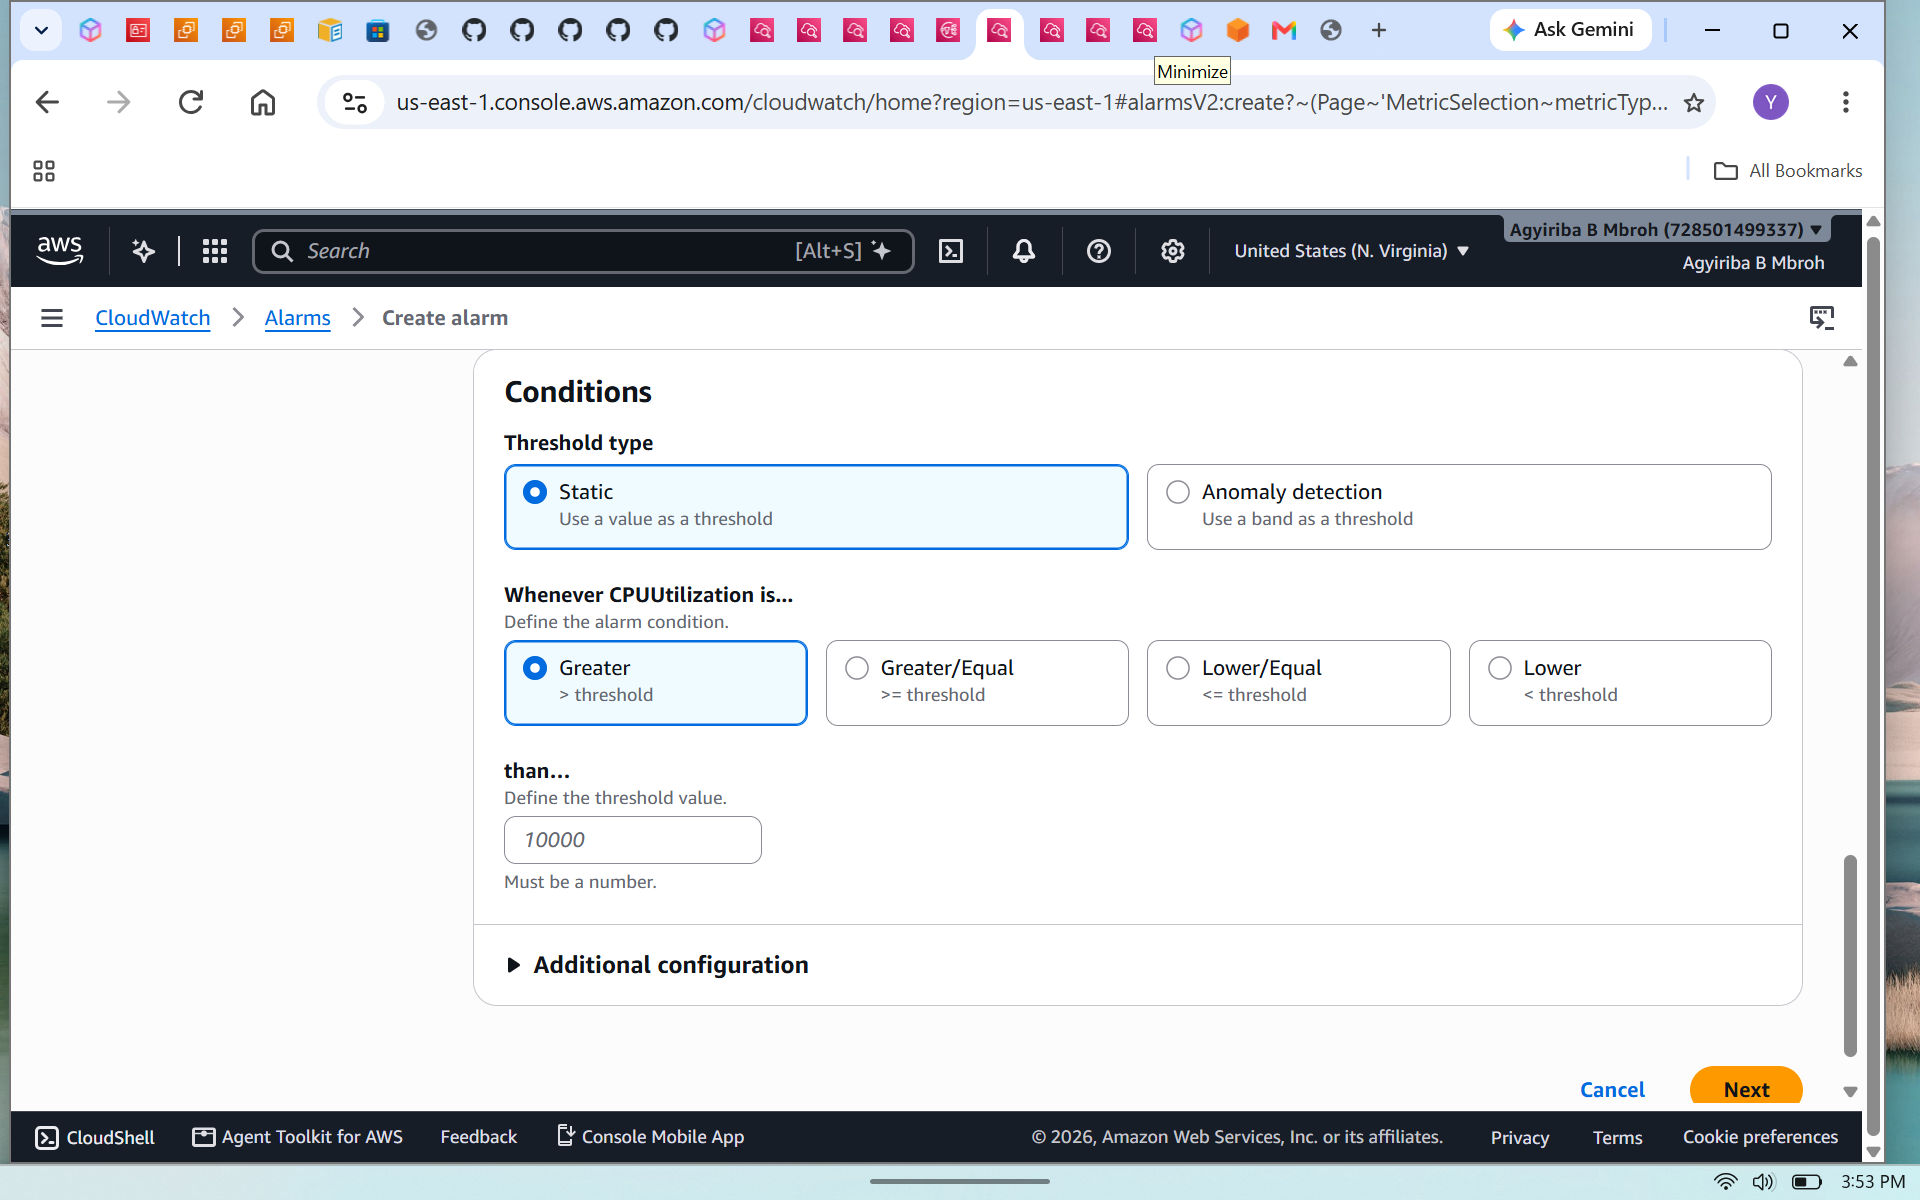 Ask Gemini
Minimize
us-east-1.console.aws.amazon.com/cloudwatch/home?region=us-east-1#alarmsV2:create?~(Page~'MetricSelection~metricTyp...
Y
All Bookmarks
aws
Search [Alt+S]
United States (N. Virginia)
Agyiriba B Mbroh (728501499337)
Agyiriba B Mbroh
CloudWatch > Alarms > Create alarm
Conditions
Threshold type
Static
Use a value as a threshold
Anomaly detection
Use a band as a threshold
Whenever CPUUtilization is...
Define the alarm condition.
Greater
> threshold
Greater/Equal
>= threshold
Lower/Equal
<= threshold
Lower
< threshold
than...
Define the threshold value.
10000
Must be a number.
Additional configuration
Cancel
Next
CloudShell
Agent Toolkit for AWS
Feedback
Console Mobile App
© 2026, Amazon Web Services, Inc. or its affiliates.
Privacy
Terms
Cookie preferences
3:53 PM